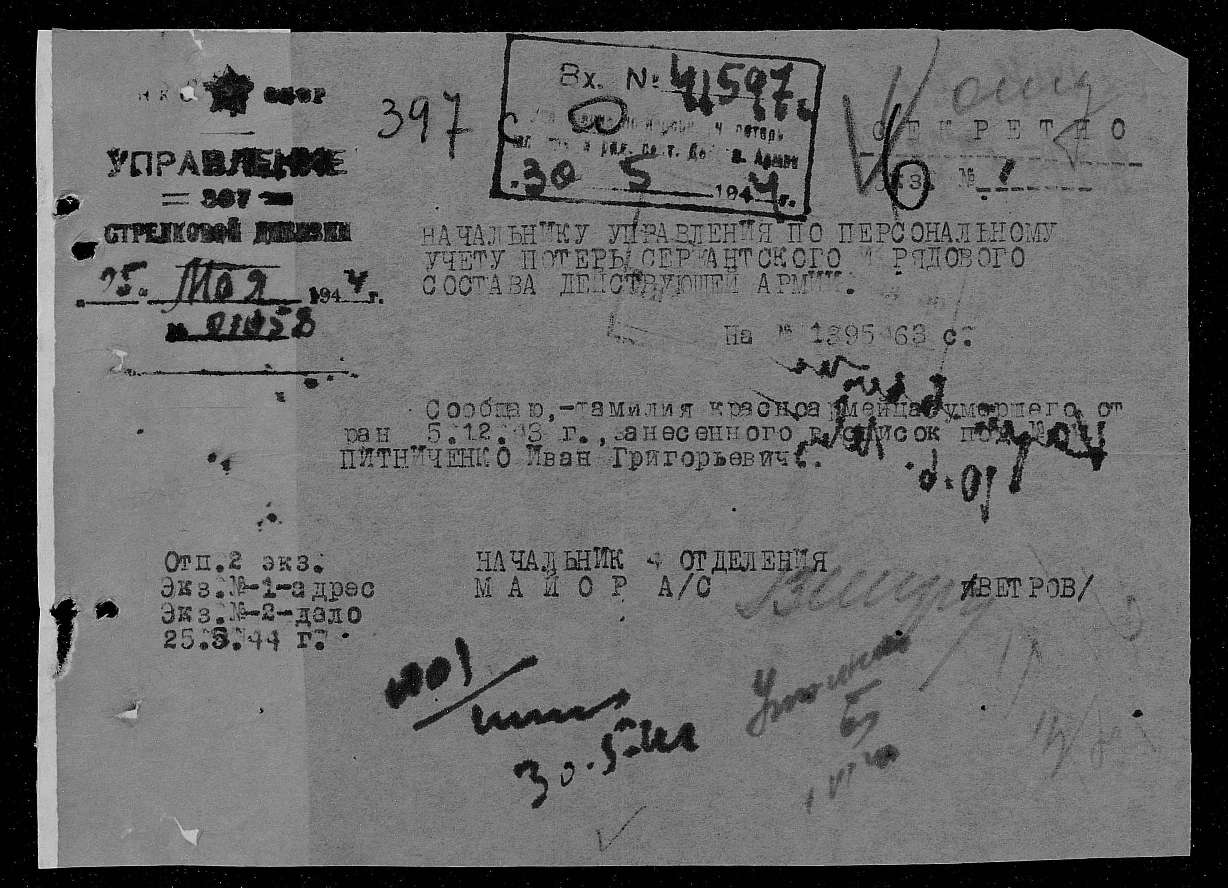 НКО СССР
УПРАВЛЕНИЕ
= 397 =
СТРЕЛКОВОЙ ДИВИЗИИ
"25" Мая 1944 г.
№ 01058
397
Вх. № 41597
30 5 1944 г.
СЕКРЕТНО
Экз. № 1
НАЧАЛЬНИКУ УПРАВЛЕНИЯ ПО ПЕРСОНАЛЬНОМУ
УЧЕТУ ПОТЕРЬ СЕРЖАНТСКОГО И РЯДОВОГО
СОСТАВА ДЕЙСТВУЮЩЕЙ АРМИИ.
На № 1395 63 с.
Сообщаю,-фамилия красноармейца умершего от
ран 5.12.43 г., занесенного в список под №
ПИТНИЧЕНКО Иван Григорьевич.
Отп.2 экз.
Экз.№-1-адрес
Экз.№-2-дело
25.5.44 г.
НАЧАЛЬНИК 4 ОТДЕЛЕНИЯ
МАЙОР А/С /ВЕТРОВ/
30.5.44